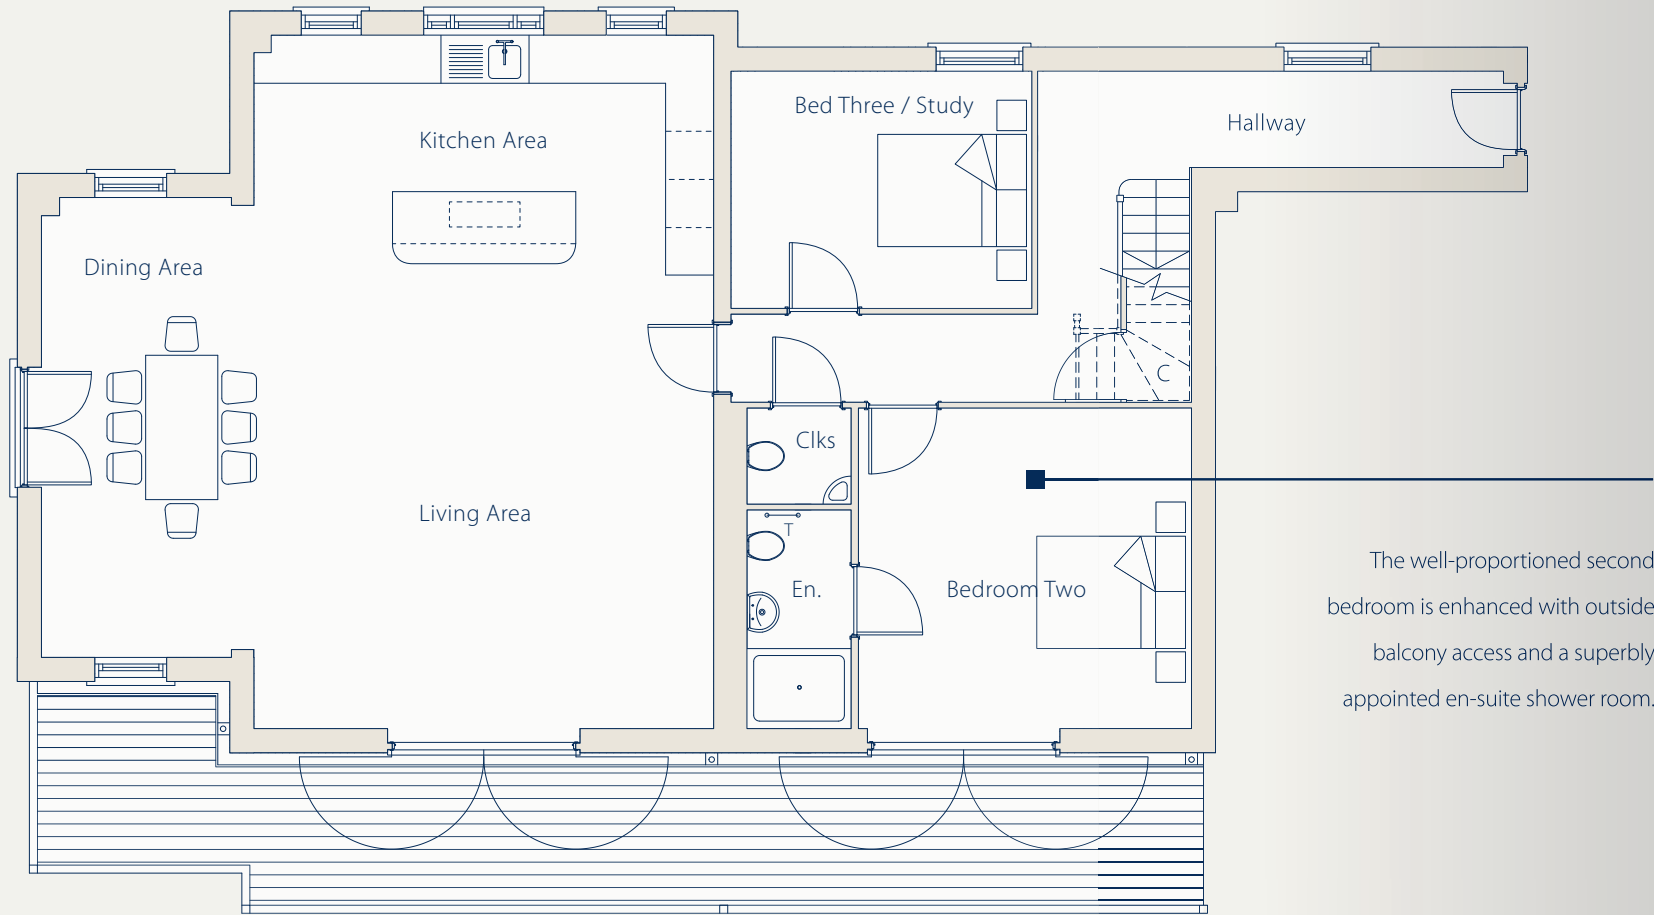 Bed Three / Study
Hallway
Kitchen Area
Dining Area
C
Clks
Living Area
T
En.
Bedroom Two
The well-proportioned second
bedroom is enhanced with outside
balcony access and a superbly
appointed en-suite shower room.